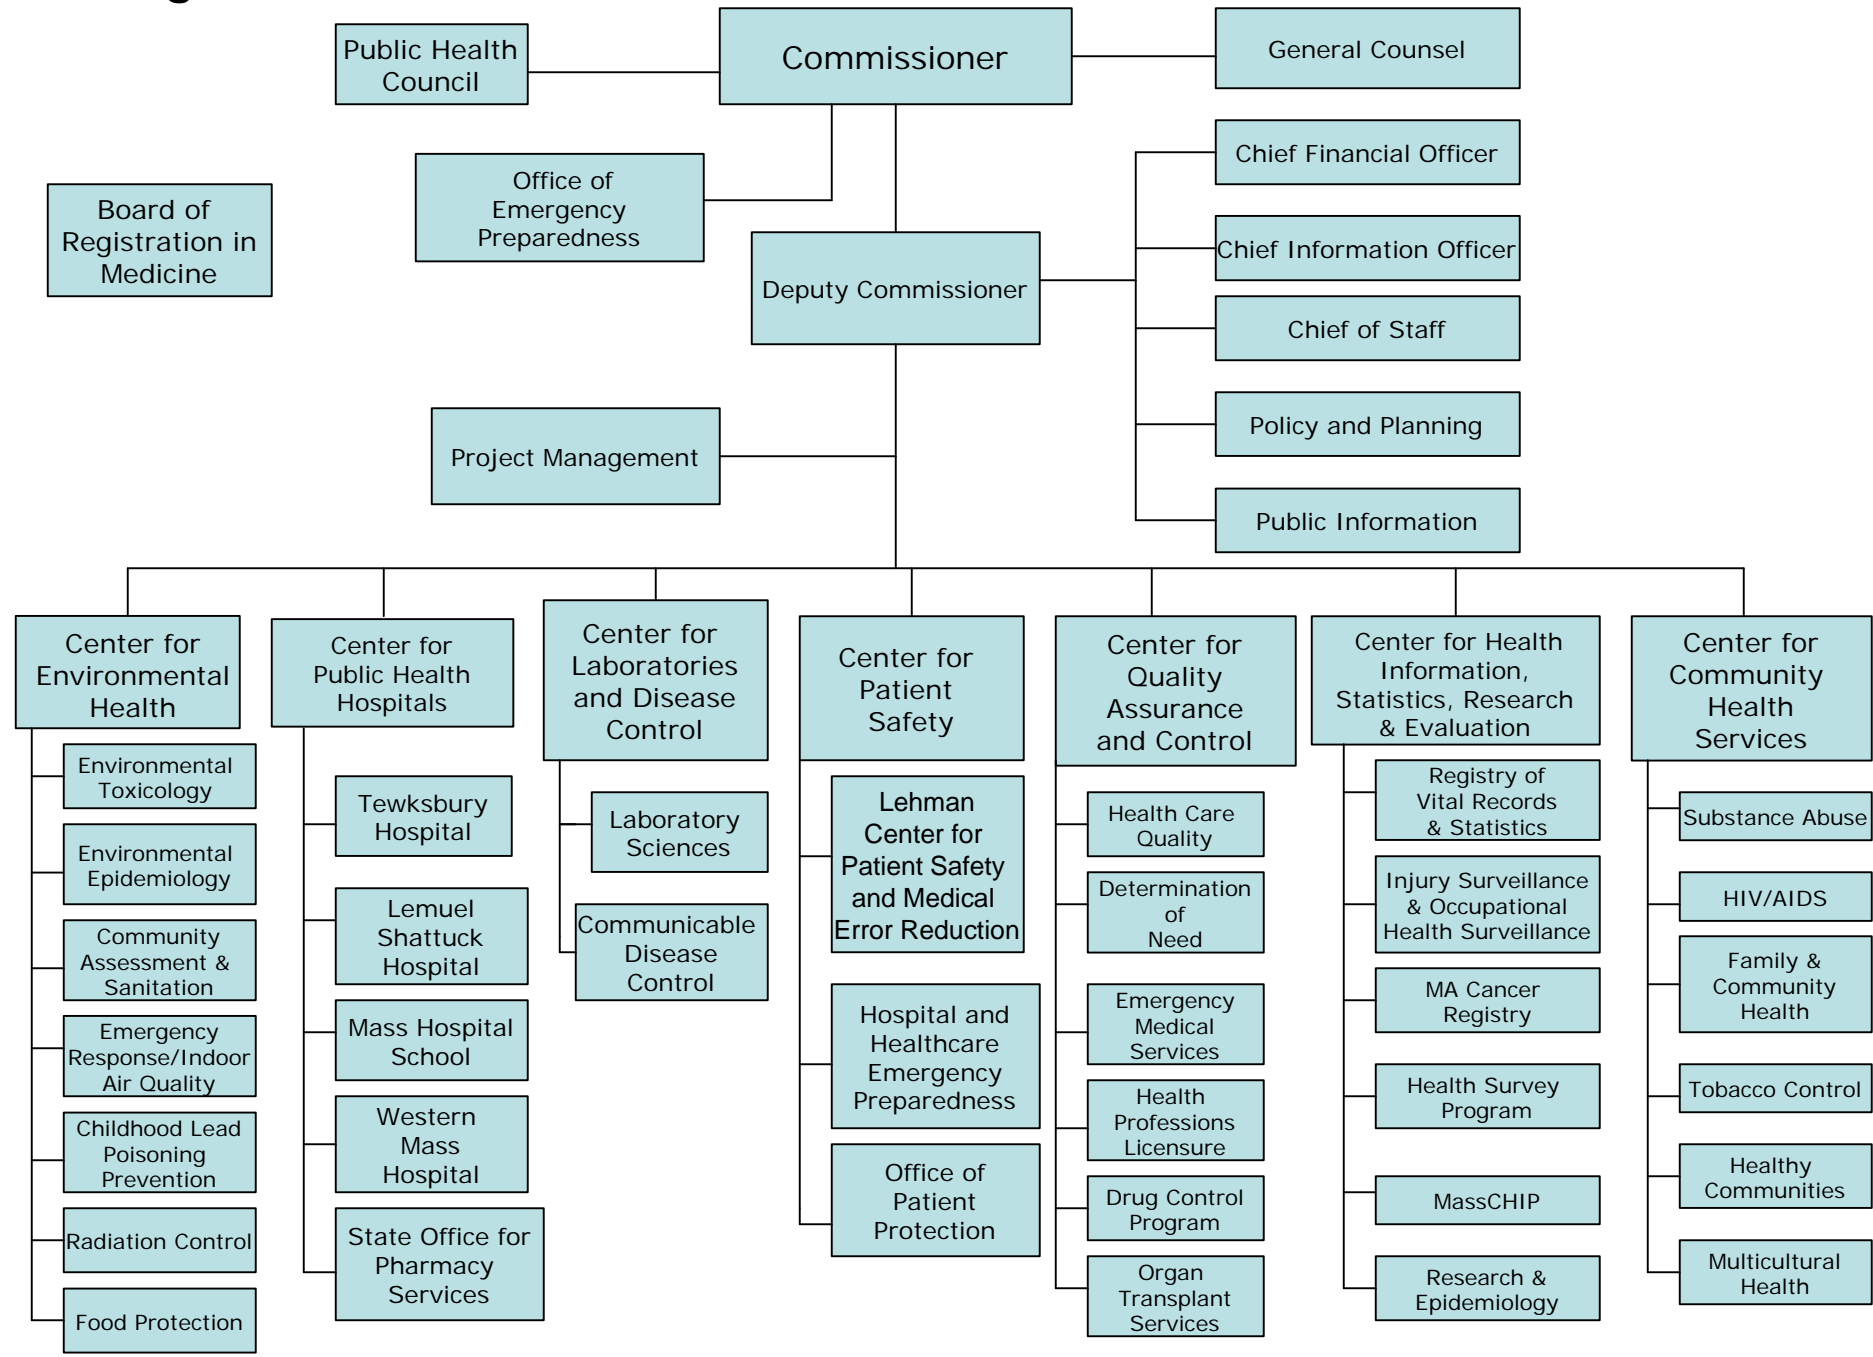 Public Health
Council
Commissioner
General Counsel
Chief Financial Officer
Office of
Emergency
Preparedness
Board of
Registration in
Medicine
Chief Information Officer
Deputy Commissioner
Chief of Staff
Policy and Planning
Project Management
Public Information
Center for
Environmental
Health
Environmental
Toxicology
Environmental
Epidemiology
Community
Assessment &
Sanitation
Emergency
Response/Indoor
Air Quality
Childhood Lead
Poisoning
Prevention
Radiation Control
Food Protection
Center for
Public Health
Hospitals
Tewksbury
Hospital
Lemuel
Shattuck
Hospital
Mass Hospital
School
Western
Mass
Hospital
State Office for
Pharmacy
Services
Center for
Laboratories
and Disease
Control
Laboratory
Sciences
Communicable
Disease
Control
Center for
Patient
Safety
Lehman
Center for
Patient Safety
and Medical
Error Reduction
Hospital and
Healthcare
Emergency
Preparedness
Office of
Patient
Protection
Center for
Quality
Assurance
and Control
Health Care
Quality
Determination
of
Need
Emergency
Medical
Services
Health
Professions
Licensure
Drug Control
Program
Organ
Transplant
Services
Center for Health
Information,
Statistics, Research
& Evaluation
Registry of
Vital Records
& Statistics
Injury Surveillance
& Occupational
Health Surveillance
MA Cancer
Registry
Health Survey
Program
MassCHIP
Research &
Epidemiology
Center for
Community
Health
Services
Substance Abuse
HIV/AIDS
Family &
Community
Health
Tobacco Control
Healthy
Communities
Multicultural
Health